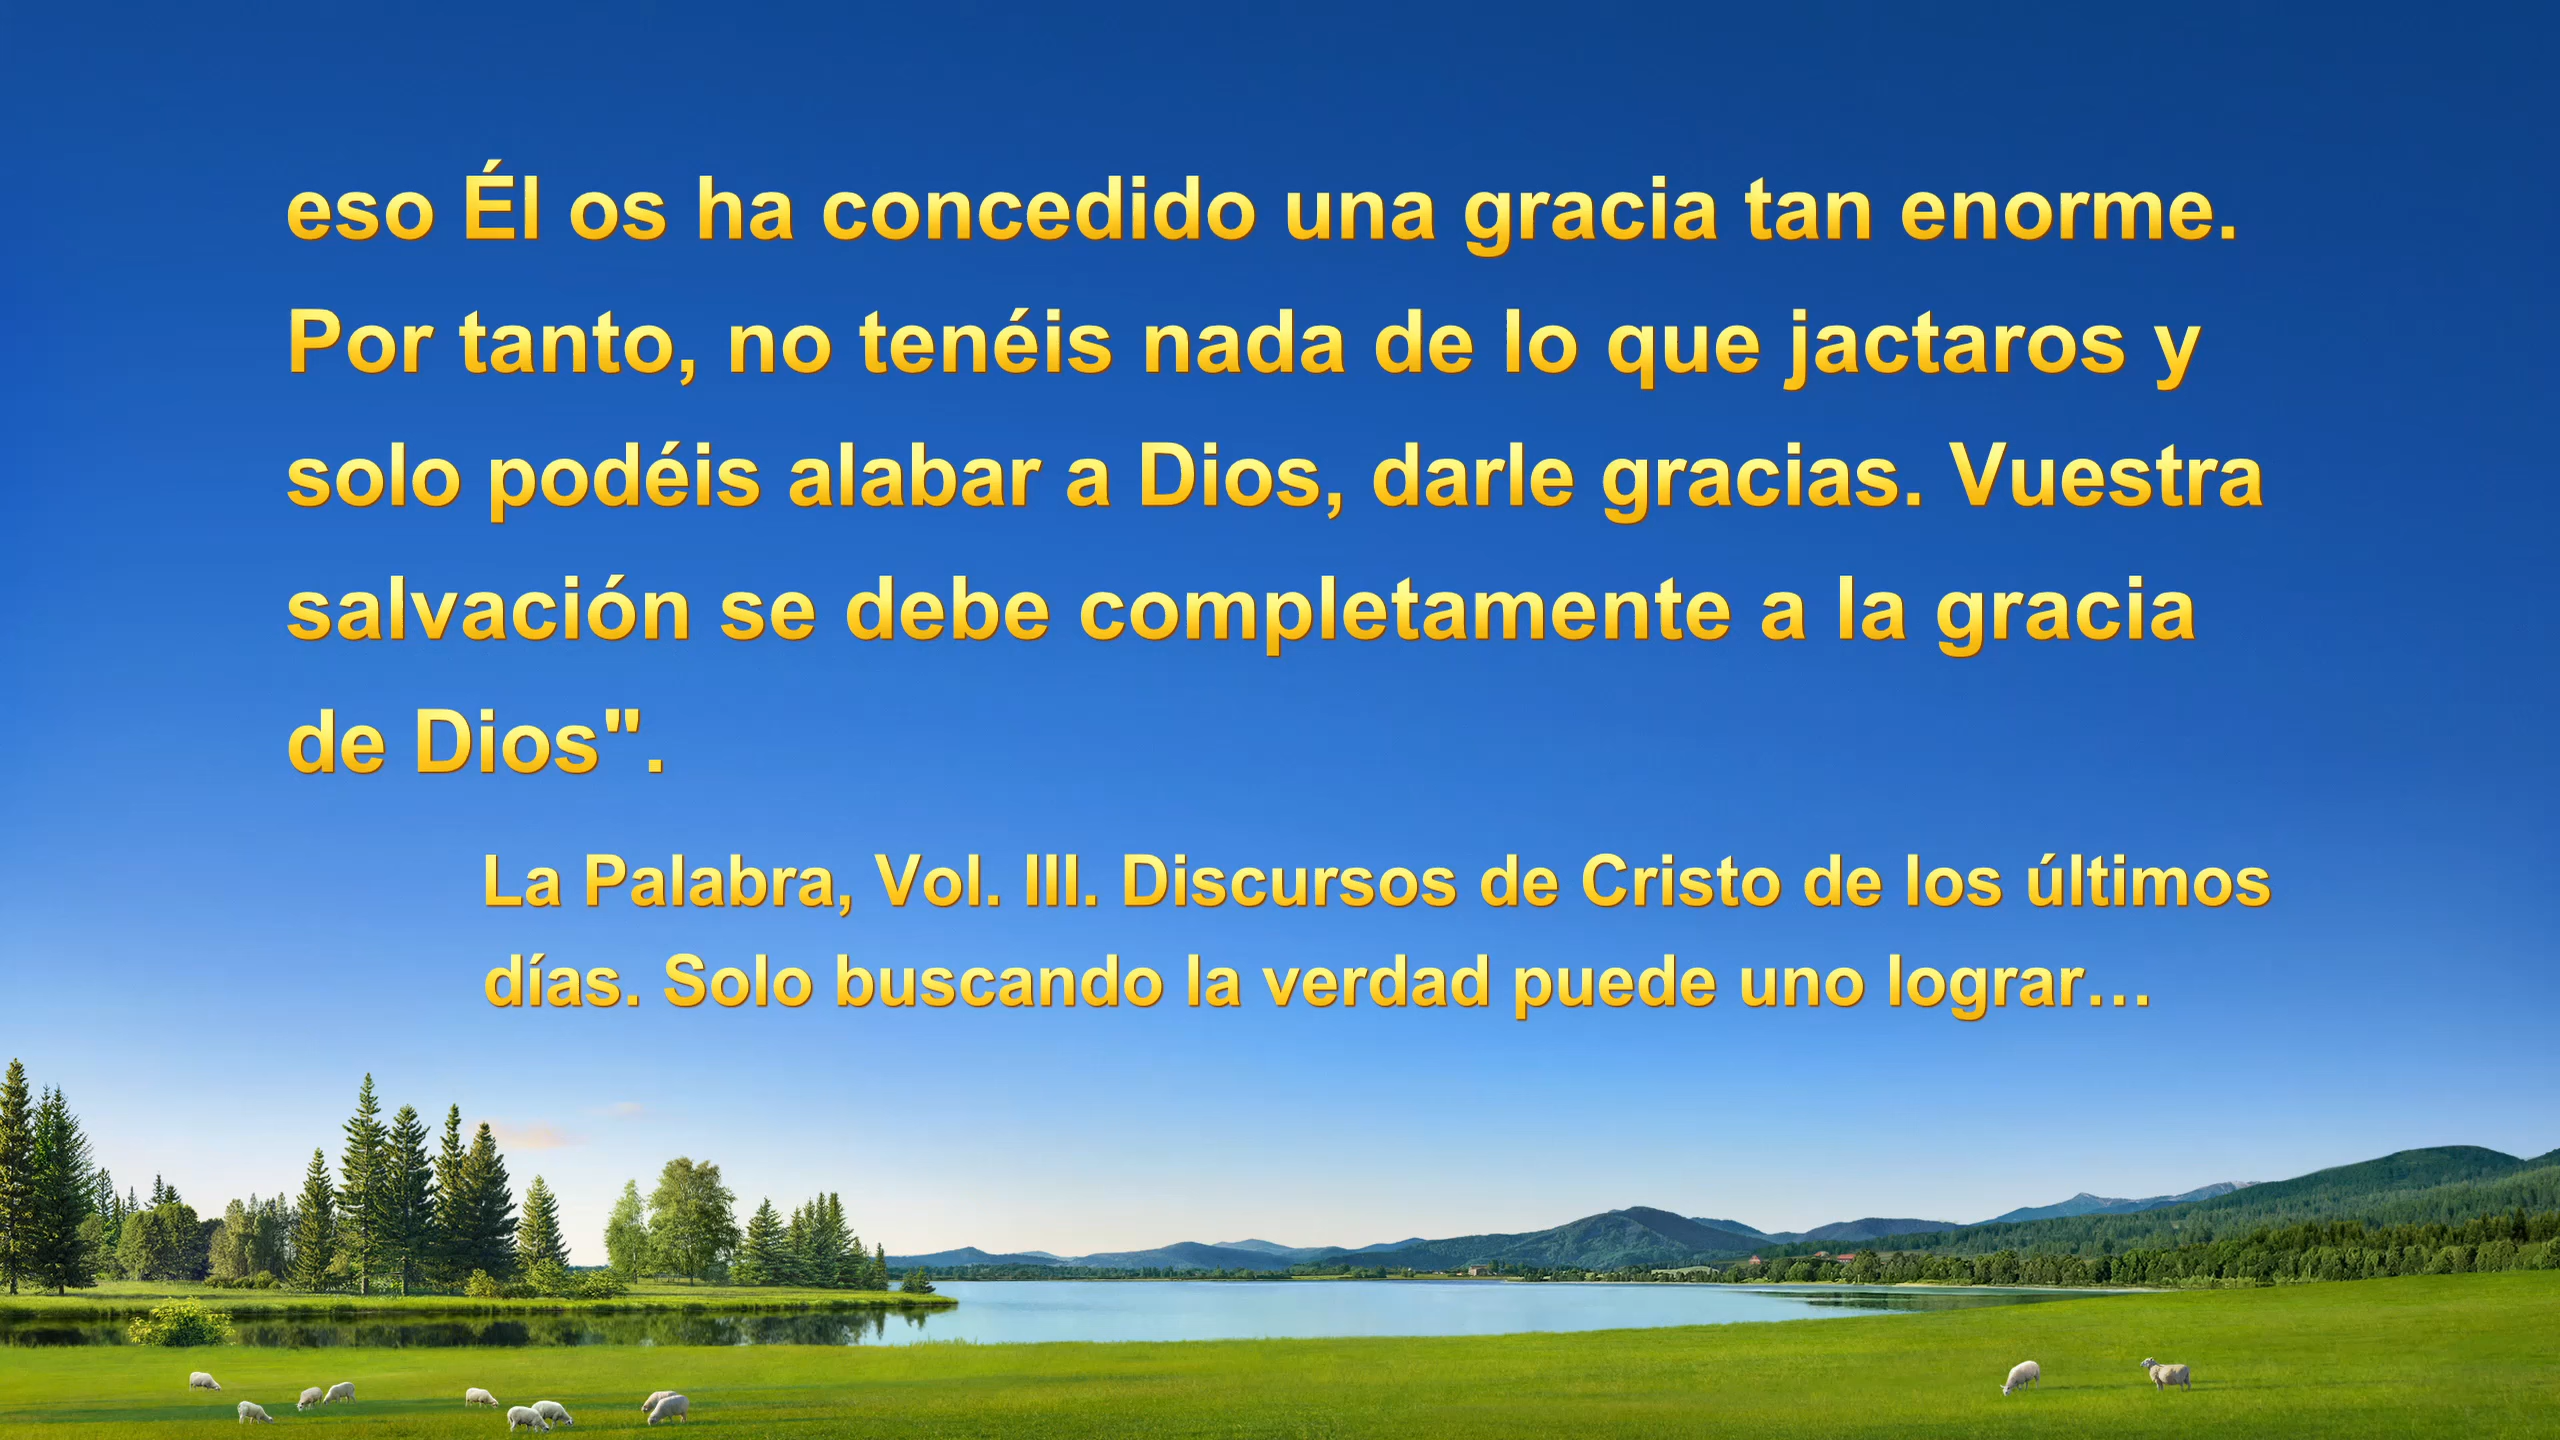 eso Él os ha concedido una gracia tan enorme.
Por tanto, no tenéis nada de lo que jactaros y
solo podéis alabar a Dios, darle gracias. Vuestra
salvación se debe completamente a la gracia
de Dios".
La Palabra, Vol. III. Discursos de Cristo de los últimos
días. Solo buscando la verdad puede uno lograr…